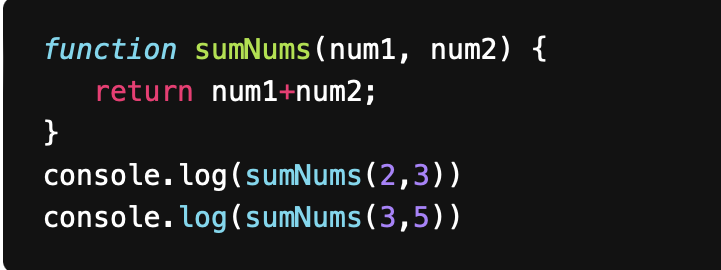 function sumNums(num1, num2) {
   return num1+num2;
}
console.log(sumNums(2,3))
console.log(sumNums(3,5))